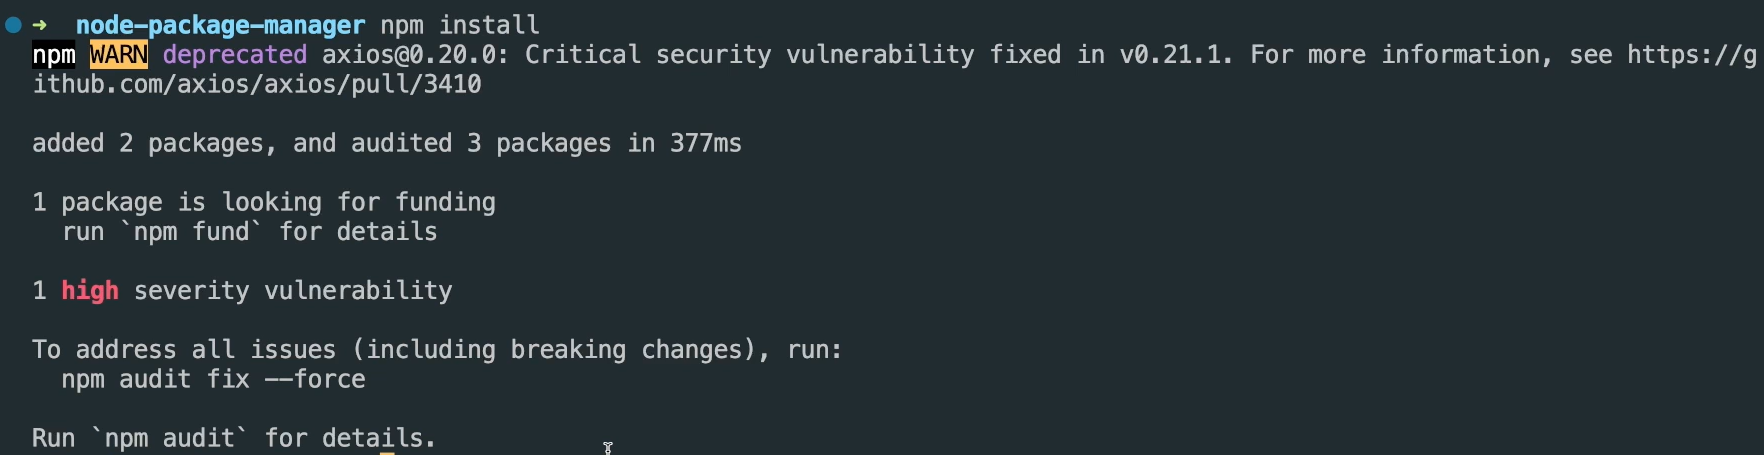 ➜ node-package-manager npm install
npm WARN deprecated axios@0.20.0: Critical security vulnerability fixed in v0.21.1. For more information, see https://g
ithub.com/axios/axios/pull/3410
added 2 packages, and audited 3 packages in 377ms
1 package is looking for funding
run `npm fund` for details
1 high severity vulnerability
To address all issues (including breaking changes), run:
npm audit fix --force
Run `npm audit` for details.